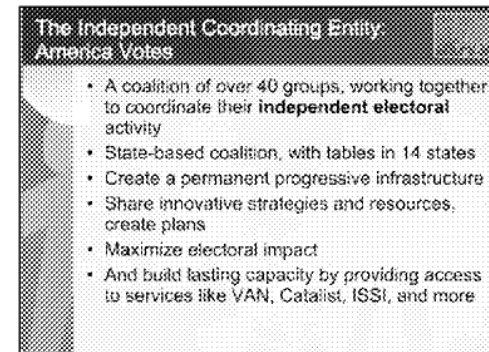 The Independent Coordinating Entity:
America Votes
• A coalition of over 40 groups, working together
to coordinate their independent electoral
activity
• State-based coalition, with tables in 14 states
• Create a permanent progressive infrastructure
• Share innovative strategies and resources,
create plans
• Maximize electoral impact
• And build lasting capacity by providing access
to services like VAN, Catalist, ISSI, and more